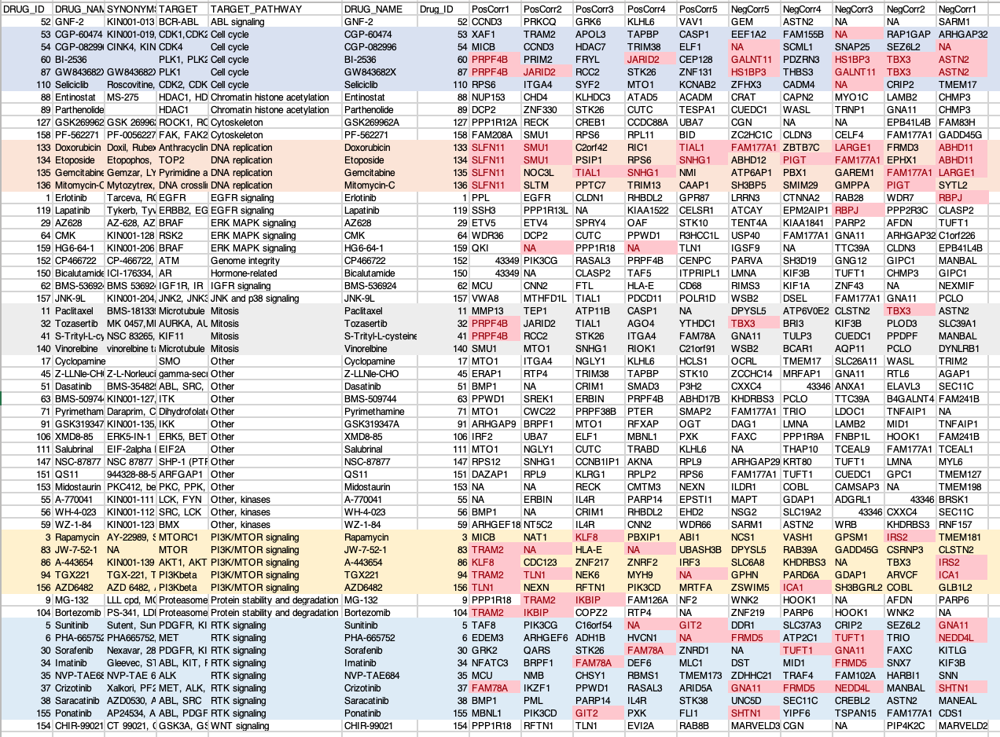 DRUG_ID DRUG_NAM SYNONYMS TARGET TARGET_PATHWAY DRUG_NAME Drug_ID PosCorr1 PosCorr2 PosCorr3 PosCorr4 PosCorr5 NegCorr5 NegCorr4 NegCorr3 NegCorr2 NegCorr1
52 GNF-2 KIN001-013 BCR-ABL ABL signaling GNF-2 52 CCND3 PRKCQ GRK6 KLHL6 VAV1 GEM ASTN2 NA NA SARM1
53 CGP-60474 KIN001-019, CDK1,CDK2 Cell cycle CGP-60474 53 XAF1 TRAM2 APOL3 TAPBP CASP1 EEF1A2 FAM155B NA RAP1GAP ARHGAP32
54 CGP-082996 CINK4, KIN CDK4 Cell cycle CGP-082996 54 MICB CCND3 HDAC7 TRIM38 ELF1 NA SCML1 SNAP25 SEZ6L2 NA
60 BI-2536 PLK1, PLK2 Cell cycle BI-2536 60 PRPF4B PRIM2 FRYL JARID2 CEP128 GALNT11 PDZRN3 HS1BP3 TBX3 ASTN2
87 GW843682X GW843682X PLK1 Cell cycle GW843682X 87 PRPF4B JARID2 RCC2 STK26 ZNF131 HS1BP3 THBS3 GALNT11 TBX3 ASTN2
110 Seliciclib Roscovitine, CDK2, CDK Cell cycle Seliciclib 110 RPS6 ITGA4 SYF2 MTO1 KCNAB2 ZFHX3 CADM4 NA CRIP2 TMEM17
88 Entinostat MS-275 HDAC1, HD Chromatin histone acetylation Entinostat 88 NUP153 CHD4 KLHDC3 ATAD5 ACADM CRAT CAPN2 MYO1C LAMB2 CHMP3
89 Parthenolide HDAC1 Chromatin histone acetylation Parthenolide 89 DCP2 ZNF330 STK26 CUTC TESPA1 CUEDC1 WASL TRNP1 GNA11 CHMP3
127 GSK269962 GSK 269962 ROCK1, RO Cytoskeleton GSK269962A 127 PPP1R12A RECK CREB1 CCDC88A UBA7 CGN NA NA EPB41L4B FAM83H
158 PF-562271 PF-0056227 FAK, FAK2 Cytoskeleton PF-562271 158 FAM208A SMU1 RPS6 RPL11 BID ZC2HC1C CLDN3 CELF4 FAM177A1 GADD45G
133 Doxorubicin Doxil, Rubex Anthracyclin DNA replication Doxorubicin 133 SLFN11 SMU1 C2orf42 RIC1 TIAL1 FAM177A1 ZBTB7C LARGE1 FRMD3 ABHD11
134 Etoposide Etopophos, TOP2 DNA replication Etoposide 134 SLFN11 SMU1 PSIP1 RPS6 SNHG1 ABHD12 PIGT FAM177A1 EPHX1 ABHD11
135 Gemcitabine Gemzar, LY Pyrimidine a DNA replication Gemcitabine 135 SLFN11 NOC3L TIAL1 SNHG1 NMI ATP6AP1 PBX1 GAREM1 FAM177A1 LARGE1
136 Mitomycin-C Mytozytrex, DNA crosslin DNA replication Mitomycin-C 136 SLFN11 SLTM PPTC7 TRIM13 CAAP1 SH3BP5 SMIM29 GMPPA PIGT SYTL2
1 Erlotinib Tarceva, RG EGFR EGFR signaling Erlotinib 1 PPL EGFR CLDN1 RHBDL2 GPR87 LRRN3 CTNNA2 RAB28 WDR7 RBPJ
119 Lapatinib Tykerb, Tyv ERBB2, EG EGFR signaling Lapatinib 119 SSH3 PPP1R13L NA KIAA1522 CELSR1 ATCAY EPM2AIP1 RBPJ PPP2R3C CLASP2
29 AZ628 AZ-628, AZ BRAF ERK MAPK signaling AZ628 29 ETV5 ETV4 SPRY4 OAF STK10 TENT4A KIAA1841 PARP2 AFDN TUFT1
64 CMK KIN001-128 RSK2 ERK MAPK signaling CMK 64 WDR36 DCP2 CUTC PPWD1 R3HCC1L USP40 FAM177A1 GNA11 ARHGAP32 C1orf226
159 HG6-64-1 KIN001-206 BRAF ERK MAPK signaling HG6-64-1 159 QKI NA PPP1R18 NA TLN1 IGSF9 NA TTC39A CLDN3 EPB41L4B
152 CP466722 CP-466722, ATM Genome integrity CP466722 152 43349 PIK3CG RASAL3 PRPF4B CENPC PARVA SH3D19 GNG12 GIPC1 MANBAL
150 Bicalutamide ICI-176334, AR Hormone-related Bicalutamide 150 43349 NA CLASP2 TAF5 ITPRIPL1 LMNA KIF3B TUFT1 CHMP3 GIPC1
62 BMS-536924 BMS 536924 IGF1R, IR IGFR signaling BMS-536924 62 MCU CNN2 FTL HLA-E CD68 RIMS3 KIF1A ZNF43 NA NEXMIF
157 JNK-9L KIN001-204, JNK2, JNK3 JNK and p38 signaling JNK-9L 157 VWA8 MTHFD1L TIAL1 PDCD11 POLR1D WSB2 DSEL FAM177A1 GNA11 PCLO
11 Paclitaxel BMS-181339 Microtubule Mitosis Paclitaxel 11 MMP13 TEP1 ATP11B CASP1 NA DPYSL5 ATP6V0E2 CLSTN2 TBX3 ASTN2
32 Tozasertib MK 0457,MI AURKA, AU Mitosis Tozasertib 32 PRPF4B JARID2 TIAL1 AGO4 YTHDC1 TBX3 BRI3 KIF3B PLOD3 SLC39A1
41 S-Trityl-L-cy NSC 83265, KIF11 Mitosis S-Trityl-L-cysteine 41 PRPF4B RCC2 STK26 ITGA4 FAM78A GNA11 TULP3 CUEDC1 PPDPF MANBAL
140 Vinorelbine vinorelbine ta Microtubule Mitosis Vinorelbine 140 SMU1 MTO1 SNHG1 RIOK1 C21orf91 WSB2 BCAR1 AQP11 PCLO DYNLRB1
17 Cyclopamine SMO Other Cyclopamine 17 MTO1 ITGA4 NGLY1 KLHL6 HCLS1 OCRL TMEM17 SLC26A11 WASL TRIM2
45 Z-LLNle-CHO Z-L-Norleuci gamma-secr Other Z-LLNle-CHO 45 ERAP1 RTP4 TRIM38 TAPBP STK10 ZCCHC14 MRFAP1 GNA11 RTL6 AGAP1
51 Dasatinib BMS-354825 ABL, SRC, Other Dasatinib 51 BMP1 NA CRIM1 SMAD3 P3H2 CXXC4 43346 ANXA1 ELAVL3 SEC11C
63 BMS-509744 KIN001-127, ITK Other BMS-509744 63 PPWD1 SREK1 ERBIN PRPF4B ABHD17B KHDRBS3 PCLO TTC39A B4GALNT4 FAM241B
71 Pyrimetham Daraprim, C Dihydrofolate Other Pyrimethamine 71 MTO1 CWC22 PRPF38B PTER SMAP2 FAM177A1 TRIO LDOC1 TNFAIP1 NA
91 GSK319347 KIN001-135, IKK Other GSK319347A 91 ARHGAP9 BRPF1 MTO1 RFXAP OGT DAG1 LMNA LAMB2 MID1 TNFAIP1
106 XMD8-85 ERK5-IN-1 ERK5, BET Other XMD8-85 106 IRF2 UBA7 ELF1 MBNL1 PXK FAXC PPP1R9A FNBP1L HOOK1 FAM241B
111 Salubrinal EIF-2alpha I EIF2A Other Salubrinal 111 MTO1 NGLY1 CUTC TRABD KLHL6 NA THAP10 TCEAL9 FAM177A1 TCEAL1
147 NSC-87877 NSC 87877 SHP-1 (PTF Other NSC-87877 147 RPS12 SNHG1 CCNB1IP1 AKNA RPL9 ARHGAP29 KRT80 TUFT1 LMNA MYL6
151 QS11 944328-88-5 ARFGAP1 Other QS11 151 DAZAP1 RPL9 KLRG1 RPLP2 RPS6 FAM177A1 TUFT1 CUEDC1 GPC1 TMEM127
153 Midostaurin PKC412, be PKC, PPK, Other Midostaurin 153 NA NA RECK CMTM3 NEXN ILDR1 COBL CAMSAP3 NA TMEM198
55 A-770041 KIN001-111 LCK, FYN Other, kinases A-770041 55 NA ERBIN IL4R PARP14 EPSTI1 MAPT GDAP1 ADGRL1 43346 BRSK1
56 WH-4-023 KIN001-112 SRC, LCK Other, kinases WH-4-023 56 BMP1 NA CRIM1 RHBDL2 EHD2 NSG2 SLC19A2 43346 CXXC4 SEC11C
59 WZ-1-84 KIN001-123 BMX Other, kinases WZ-1-84 59 ARHGEF18 NT5C2 IL4R CNN2 WDR66 SARM1 ASTN2 WRB KHDRBS3 RNF157
3 Rapamycin AY-22989, S MTORC1 PI3K/MTOR signaling Rapamycin 3 MICB NAT1 KLF8 PBXIP1 ABI1 NCS1 VASH1 GPSM1 IRS2 TMEM181
83 JW-7-52-1 NA MTOR PI3K/MTOR signaling JW-7-52-1 83 TRAM2 NA HLA-E NA UBASH3B DPYSL5 RAB39A GADD45G CSRNP3 CLSTN2
86 A-443654 KIN001-139 AKT1, AKT PI3K/MTOR signaling A-443654 86 KLF8 CDC123 ZNF217 ZNRF2 IRF3 SLC6A8 KHDRBS3 NA TBX3 IRS2
94 TGX221 TGX-221, T PI3Kbeta PI3K/MTOR signaling TGX221 94 TRAM2 TLN1 NEK6 MYH9 NA GPHN PARD6A GDAP1 ARVCF ICA1
156 AZD6482 AZD 6482, A PI3Kbeta PI3K/MTOR signaling AZD6482 156 TLN1 NEXN RFTN1 PIK3CD MRTFA ZSWIM5 ICA1 SH3BGRL2 COBL GLB1L2
9 MG-132 LLL cpd, MC Proteasome Protein stability and degradation MG-132 9 PPP1R18 TRAM2 IKBIP FAM126A NF2 WNK2 HOOK1 NA AFDN PARP6
104 Bortezomib PS-341, LDI Proteasome Protein stability and degradation Bortezomib 104 TRAM2 IKBIP COPZ2 RTP4 NA ZNF219 PARP6 HOOK1 WNK2 NA
5 Sunitinib Sutent, Sun PDGFR, KI RTK signaling Sunitinib 5 TAF8 PIK3CG C16orf54 NA GIT2 DDR1 SLC37A3 CRIP2 SEZ6L2 GNA11
6 PHA-665752 PHA665752, MET RTK signaling PHA-665752 6 EDEM3 ARHGEF6 ADH1B HVCN1 NA FRMD5 ATP2C1 TUFT1 TRIO NEDD4L
30 Sorafenib Nexavar, 28 PDGFR, KI RTK signaling Sorafenib 30 GRK2 QARS STK26 FAM78A ZNRD1 NA TUFT1 GNA11 FAXC KITLG
34 Imatinib Gleevec, ST ABL, KIT, F RTK signaling Imatinib 34 NFATC3 BRPF1 FAM78A DEF6 MLC1 DST MID1 FRMD5 SNX7 KIF3B
35 NVP-TAE68 NVP-TAE 6 ALK RTK signaling NVP-TAE684 35 MCU NMB CHSY1 RBMS1 TMEM173 ZDHHC21 TRAF4 FAM102A HARBI1 SNN
37 Crizotinib Xalkori, PF2 MET, ALK, RTK signaling Crizotinib 37 FAM78A IKZF1 PPWD1 RASAL3 ARID5A GNA11 FRMD5 NEDD4L MANBAL SHTN1
38 Saracatinib AZD0530, A ABL, SRC RTK signaling Saracatinib 38 BMP1 PML PARP14 IL4R STK38 UNC5D SEC11C CREBL2 ASTN2 MANEAL
155 Ponatinib AP24534, A ABL, PDGF RTK signaling Ponatinib 155 MBNL1 PIK3CD GIT2 PXK FLI1 SHTN1 YIPF6 TSPAN15 FAM177A1 CDS1
154 CHIR-99021 CT 99021, C GSK3A, GS WNT signaling CHIR-99021 154 PPP1R18 RFTN1 TLN1 EVI2A RAB8B MARVELD3 CGN NA PIP4K2C MARVELD2